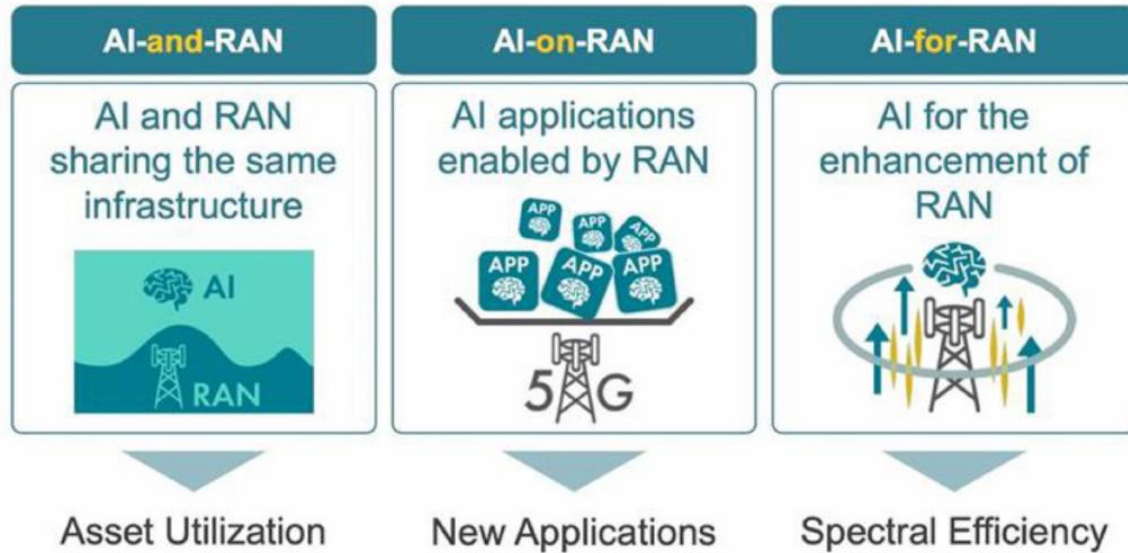 AI-and-RAN
AI and RAN
sharing the same
infrastructure
AI
RAN
Asset Utilization
AI-on-RAN
AI applications
enabled by RAN
APP
APP
APP
APP
APP
APP
5G
New Applications
AI-for-RAN
AI for the
enhancement of
RAN
Spectral Efficiency